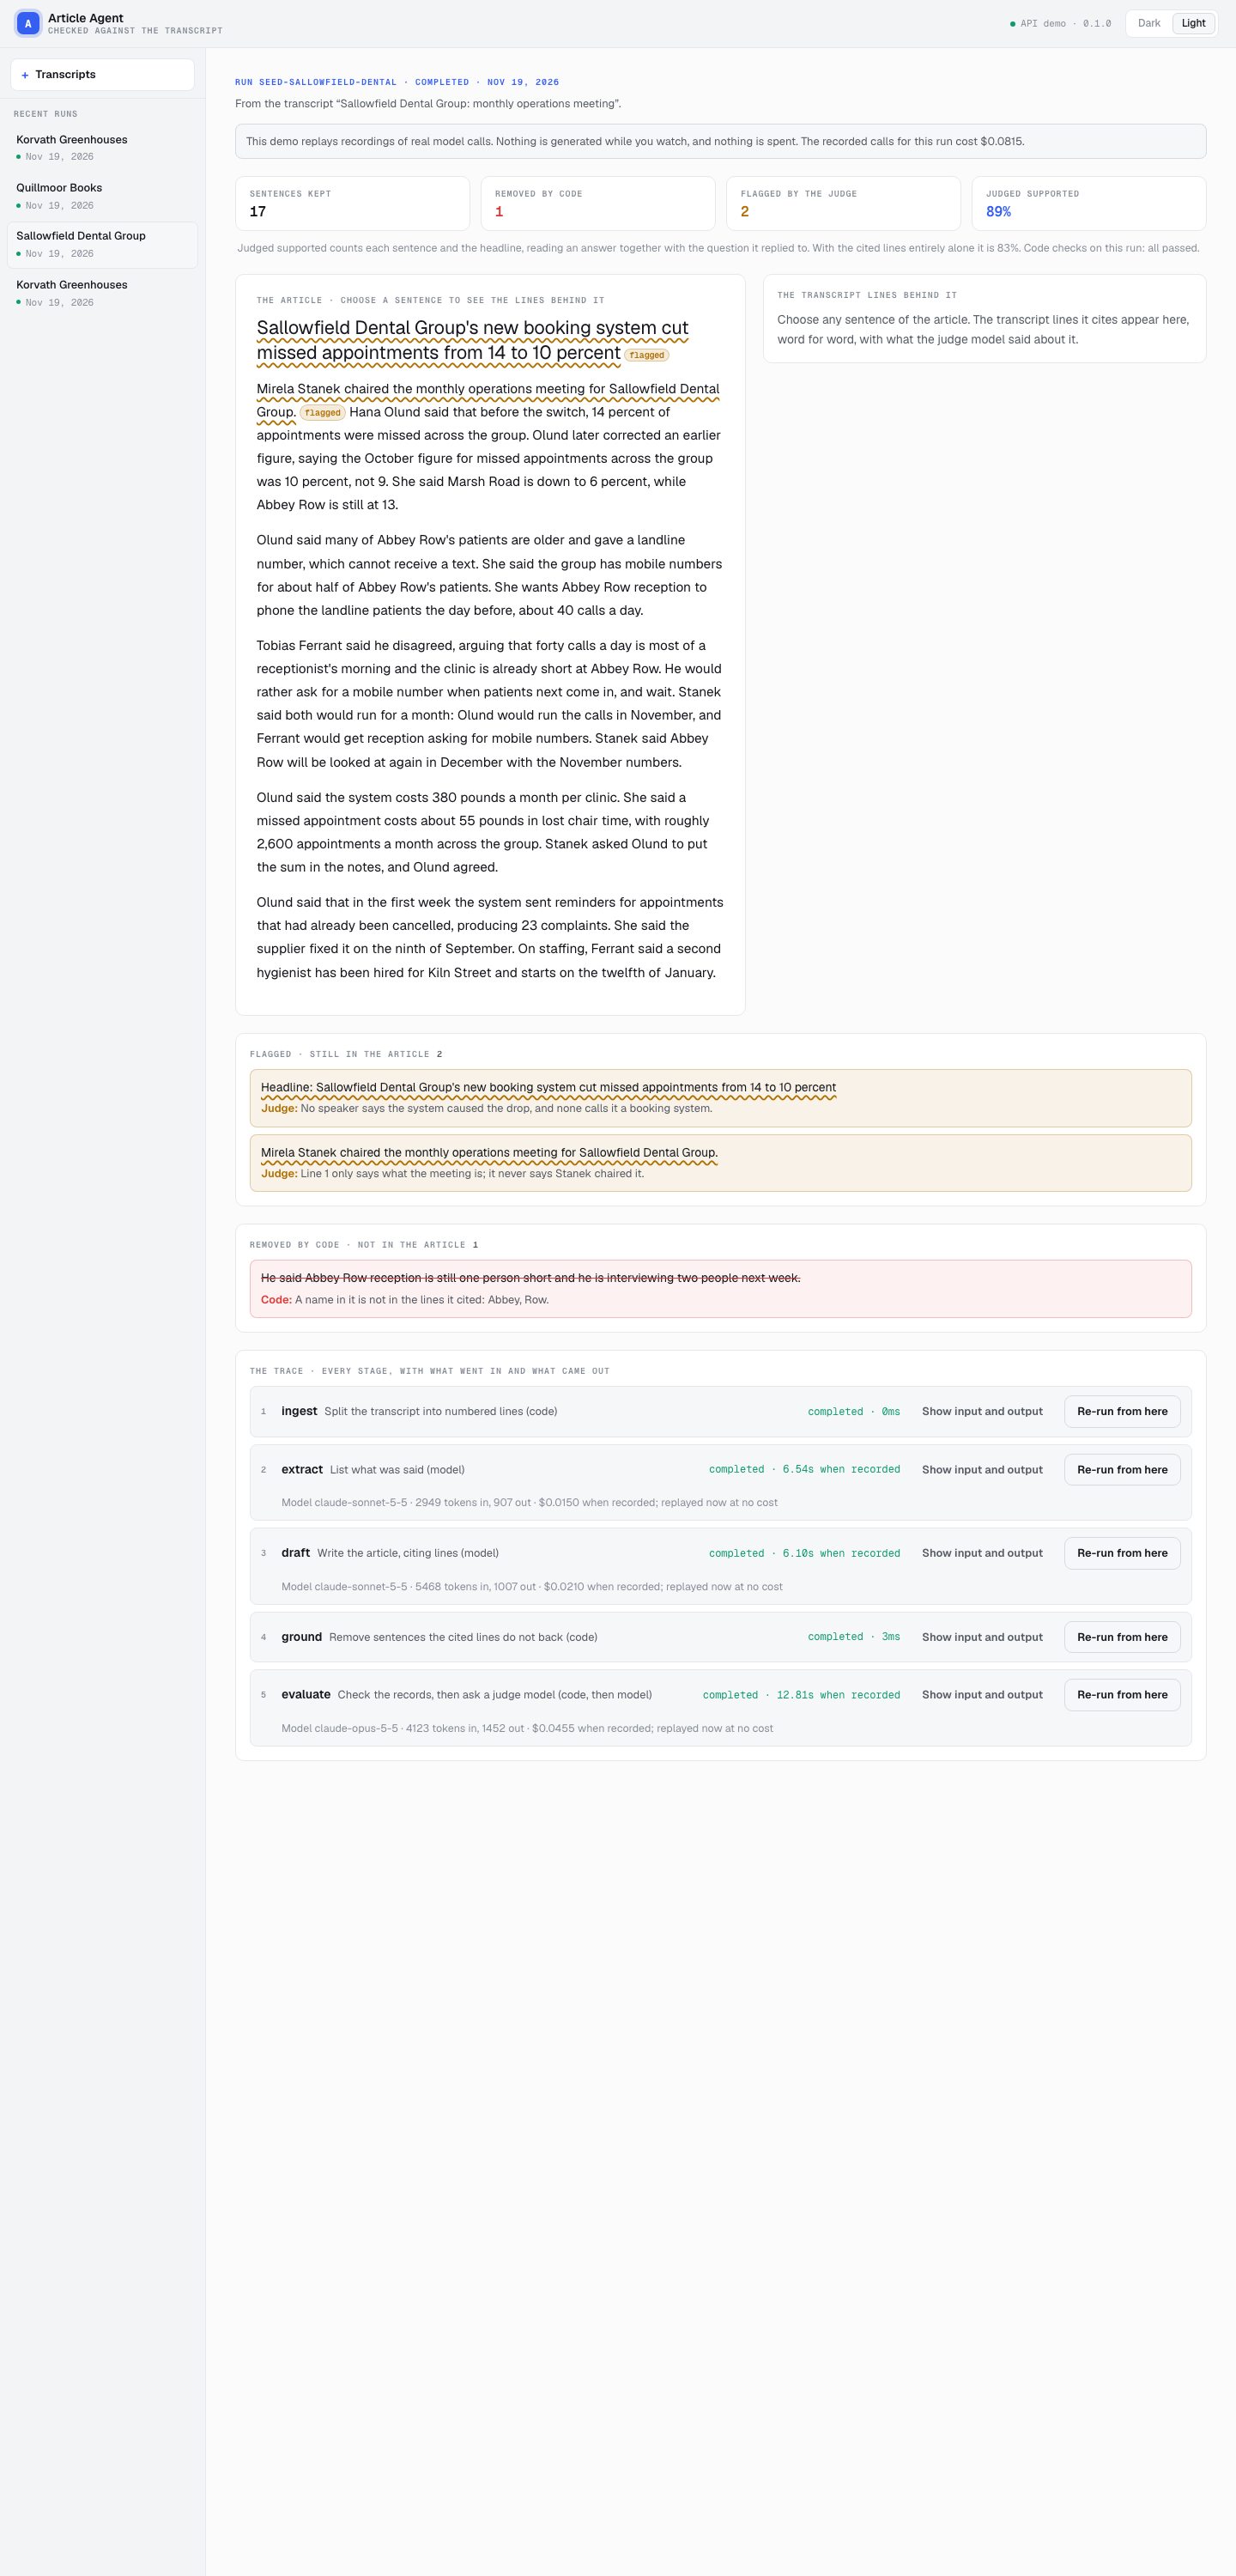 A
Article Agent
CHECKED AGAINST THE TRANSCRIPT
API demo · 0.1.0
Dark
Light
+ Transcripts
RECENT RUNS
Korvath Greenhouses
Nov 19, 2026
Quillmoor Books
Nov 19, 2026
Sallowfield Dental Group
Nov 19, 2026
Korvath Greenhouses
Nov 19, 2026
RUN SEED-SALLOWFIELD-DENTAL · COMPLETED · NOV 19, 2026
From the transcript “Sallowfield Dental Group: monthly operations meeting”.
This demo replays recordings of real model calls. Nothing is generated while you watch, and nothing is spent. The recorded calls for this run cost $0.0815.
SENTENCES KEPT
17
REMOVED BY CODE
1
FLAGGED BY THE JUDGE
2
JUDGED SUPPORTED
89%
Judged supported counts each sentence and the headline, reading an answer together with the question it replied to. With the cited lines entirely alone it is 83%. Code checks on this run: all passed.
THE ARTICLE · CHOOSE A SENTENCE TO SEE THE LINES BEHIND IT
Sallowfield Dental Group's new booking system cut
missed appointments from 14 to 10 percent flagged
Mirela Stanek chaired the monthly operations meeting for Sallowfield Dental
Group. flagged Hana Olund said that before the switch, 14 percent of
appointments were missed across the group. Olund later corrected an earlier
figure, saying the October figure for missed appointments across the group
was 10 percent, not 9. She said Marsh Road is down to 6 percent, while
Abbey Row is still at 13.
Olund said many of Abbey Row's patients are older and gave a landline
number, which cannot receive a text. She said the group has mobile numbers
for about half of Abbey Row's patients. She wants Abbey Row reception to
phone the landline patients the day before, about 40 calls a day.
Tobias Ferrant said he disagreed, arguing that forty calls a day is most of a
receptionist's morning and the clinic is already short at Abbey Row. He would
rather ask for a mobile number when patients next come in, and wait. Stanek
said both would run for a month: Olund would run the calls in November, and
Ferrant would get reception asking for mobile numbers. Stanek said Abbey
Row will be looked at again in December with the November numbers.
Olund said the system costs 380 pounds a month per clinic. She said a
missed appointment costs about 55 pounds in lost chair time, with roughly
2,600 appointments a month across the group. Stanek asked Olund to put
the sum in the notes, and Olund agreed.
Olund said that in the first week the system sent reminders for appointments
that had already been cancelled, producing 23 complaints. She said the
supplier fixed it on the ninth of September. On staffing, Ferrant said a second
hygienist has been hired for Kiln Street and starts on the twelfth of January.
THE TRANSCRIPT LINES BEHIND IT
Choose any sentence of the article. The transcript lines it cites appear here,
word for word, with what the judge model said about it.
FLAGGED · STILL IN THE ARTICLE 2
Headline: Sallowfield Dental Group's new booking system cut missed appointments from 14 to 10 percent
Judge: No speaker says the system caused the drop, and none calls it a booking system.
Mirela Stanek chaired the monthly operations meeting for Sallowfield Dental Group.
Judge: Line 1 only says what the meeting is; it never says Stanek chaired it.
REMOVED BY CODE · NOT IN THE ARTICLE 1
He said Abbey Row reception is still one person short and he is interviewing two people next week.
Code: A name in it is not in the lines it cited: Abbey, Row.
THE TRACE · EVERY STAGE, WITH WHAT WENT IN AND WHAT CAME OUT
1 ingest Split the transcript into numbered lines (code) completed · 0ms Show input and output Re-run from here
2 extract List what was said (model) completed · 6.54s when recorded Show input and output Re-run from here
Model claude-sonnet-5-5 · 2949 tokens in, 907 out · $0.0150 when recorded; replayed now at no cost
3 draft Write the article, citing lines (model) completed · 6.10s when recorded Show input and output Re-run from here
Model claude-sonnet-5-5 · 5468 tokens in, 1007 out · $0.0210 when recorded; replayed now at no cost
4 ground Remove sentences the cited lines do not back (code) completed · 3ms Show input and output Re-run from here
5 evaluate Check the records, then ask a judge model (code, then model) completed · 12.81s when recorded Show input and output Re-run from here
Model claude-opus-5-5 · 4123 tokens in, 1452 out · $0.0455 when recorded; replayed now at no cost